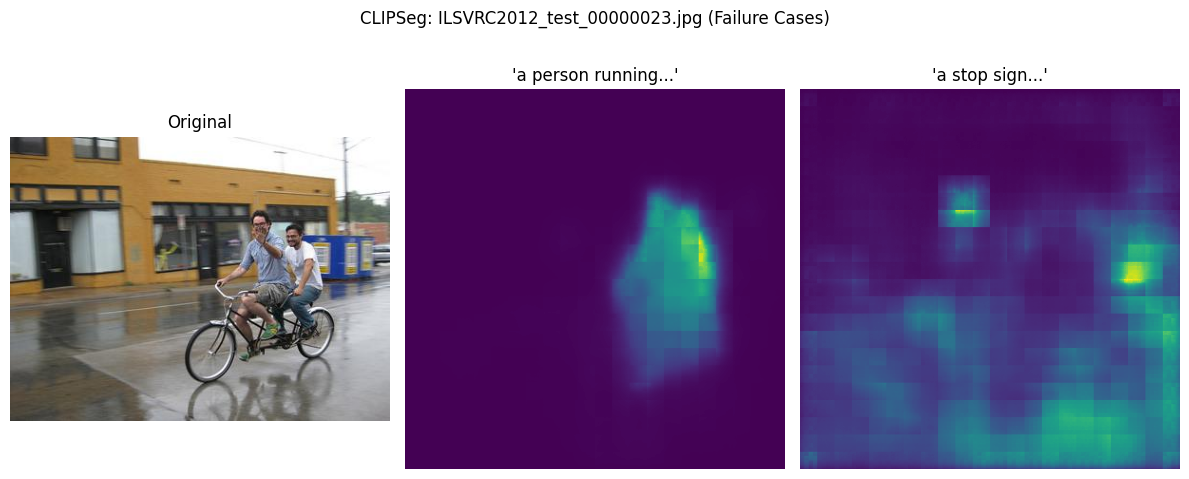 CLIPSeg: ILSVRC2012_test_00000023.jpg (Failure Cases)
Original
'a person running...'
'a stop sign...'